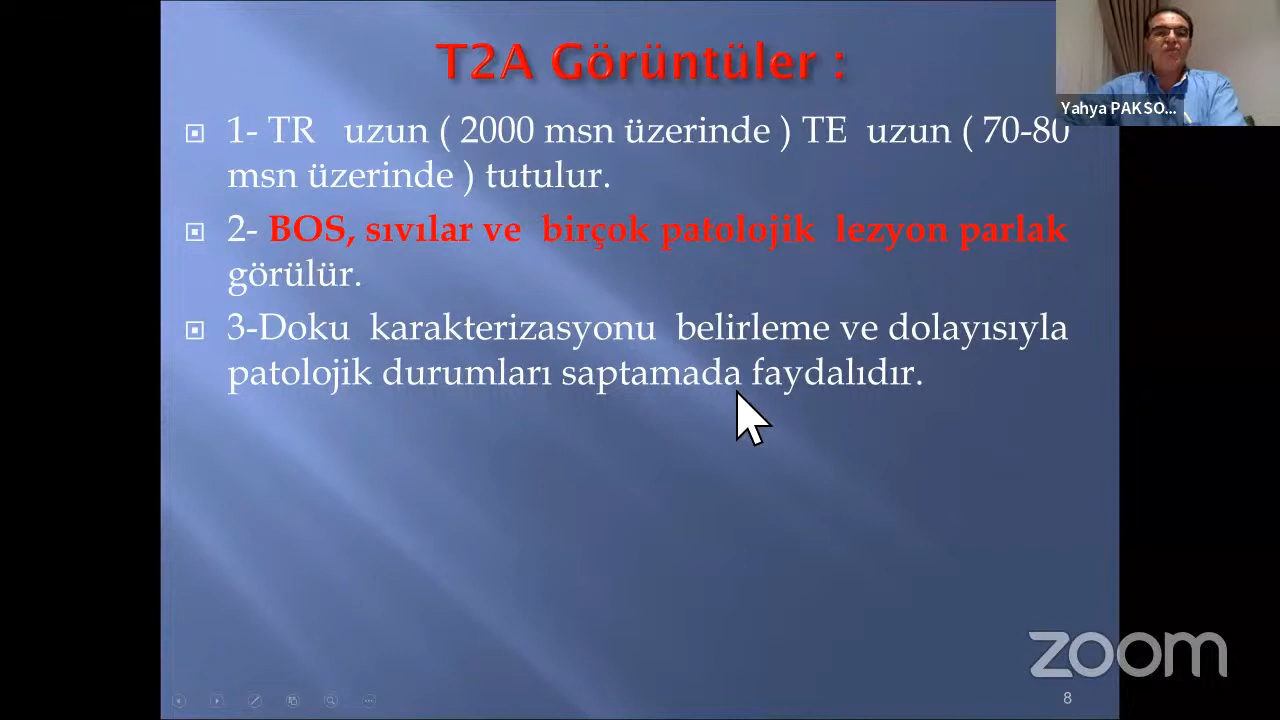 T2A Görüntüler :
Yahya PAKSO...
1- TR uzun ( 2000 msn üzerinde ) TE uzun ( 70-80
msn üzerinde ) tutulur.
2- BOS, sıvılar ve birçok patolojik lezyon parlak
görülür.
3-Doku karakterizasyonu belirleme ve dolayısıyla
patolojik durumları saptamada faydalıdır.
zoom
8